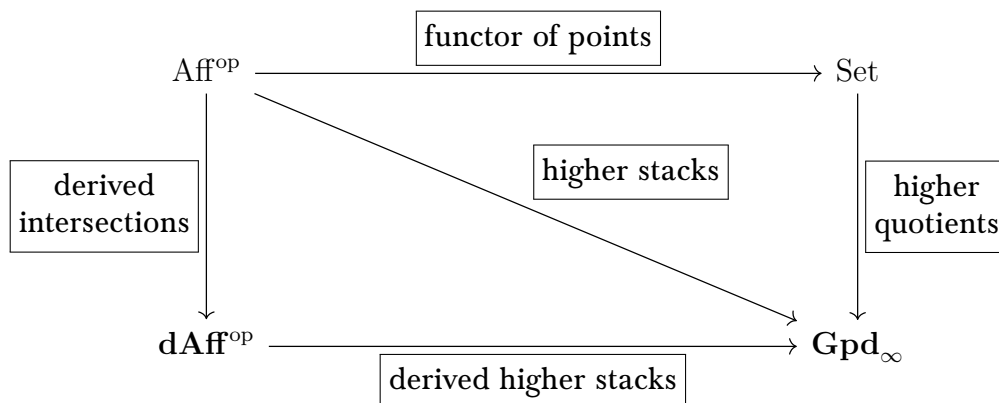 functor of points
Aff^op
Set
higher stacks
derived
intersections
higher
quotients
dAff^op
Gpd_∞
derived higher stacks